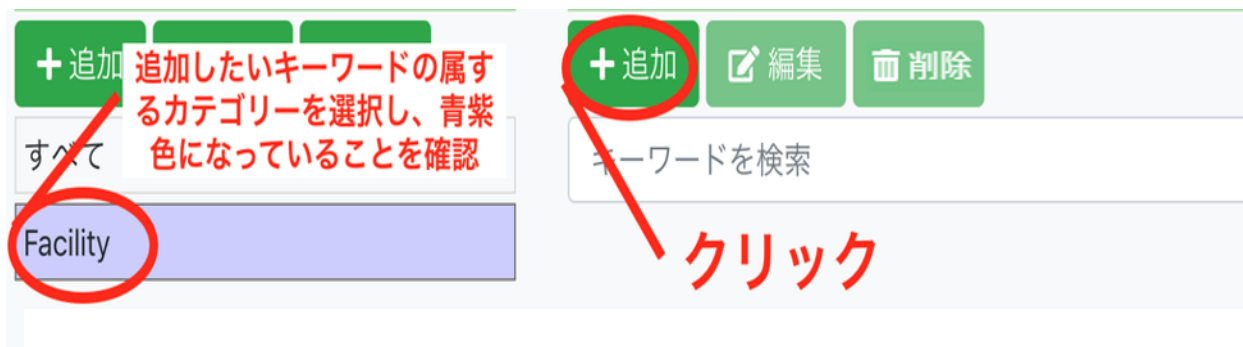 追加
追加したいキーワードの属す
るカテゴリーを選択し、青紫
色になっていることを確認
すべて
Facility
追加 編集 削除
キーワードを検索
クリック